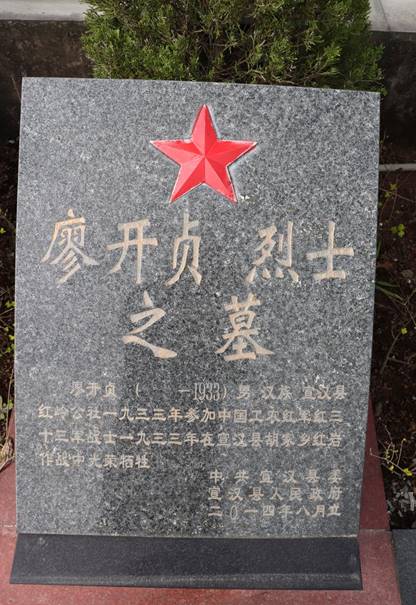 廖开贞 烈士
之墓
廖开贞（ —1933）男 汉族 宣汉县
红岭公社一九三三年参加中国工农红军红三
十三军战士一九三三年在宣汉县胡家乡红岩
作战中光荣牺牲
中共宣汉县委
宣汉县人民政府
二〇一四年八月立